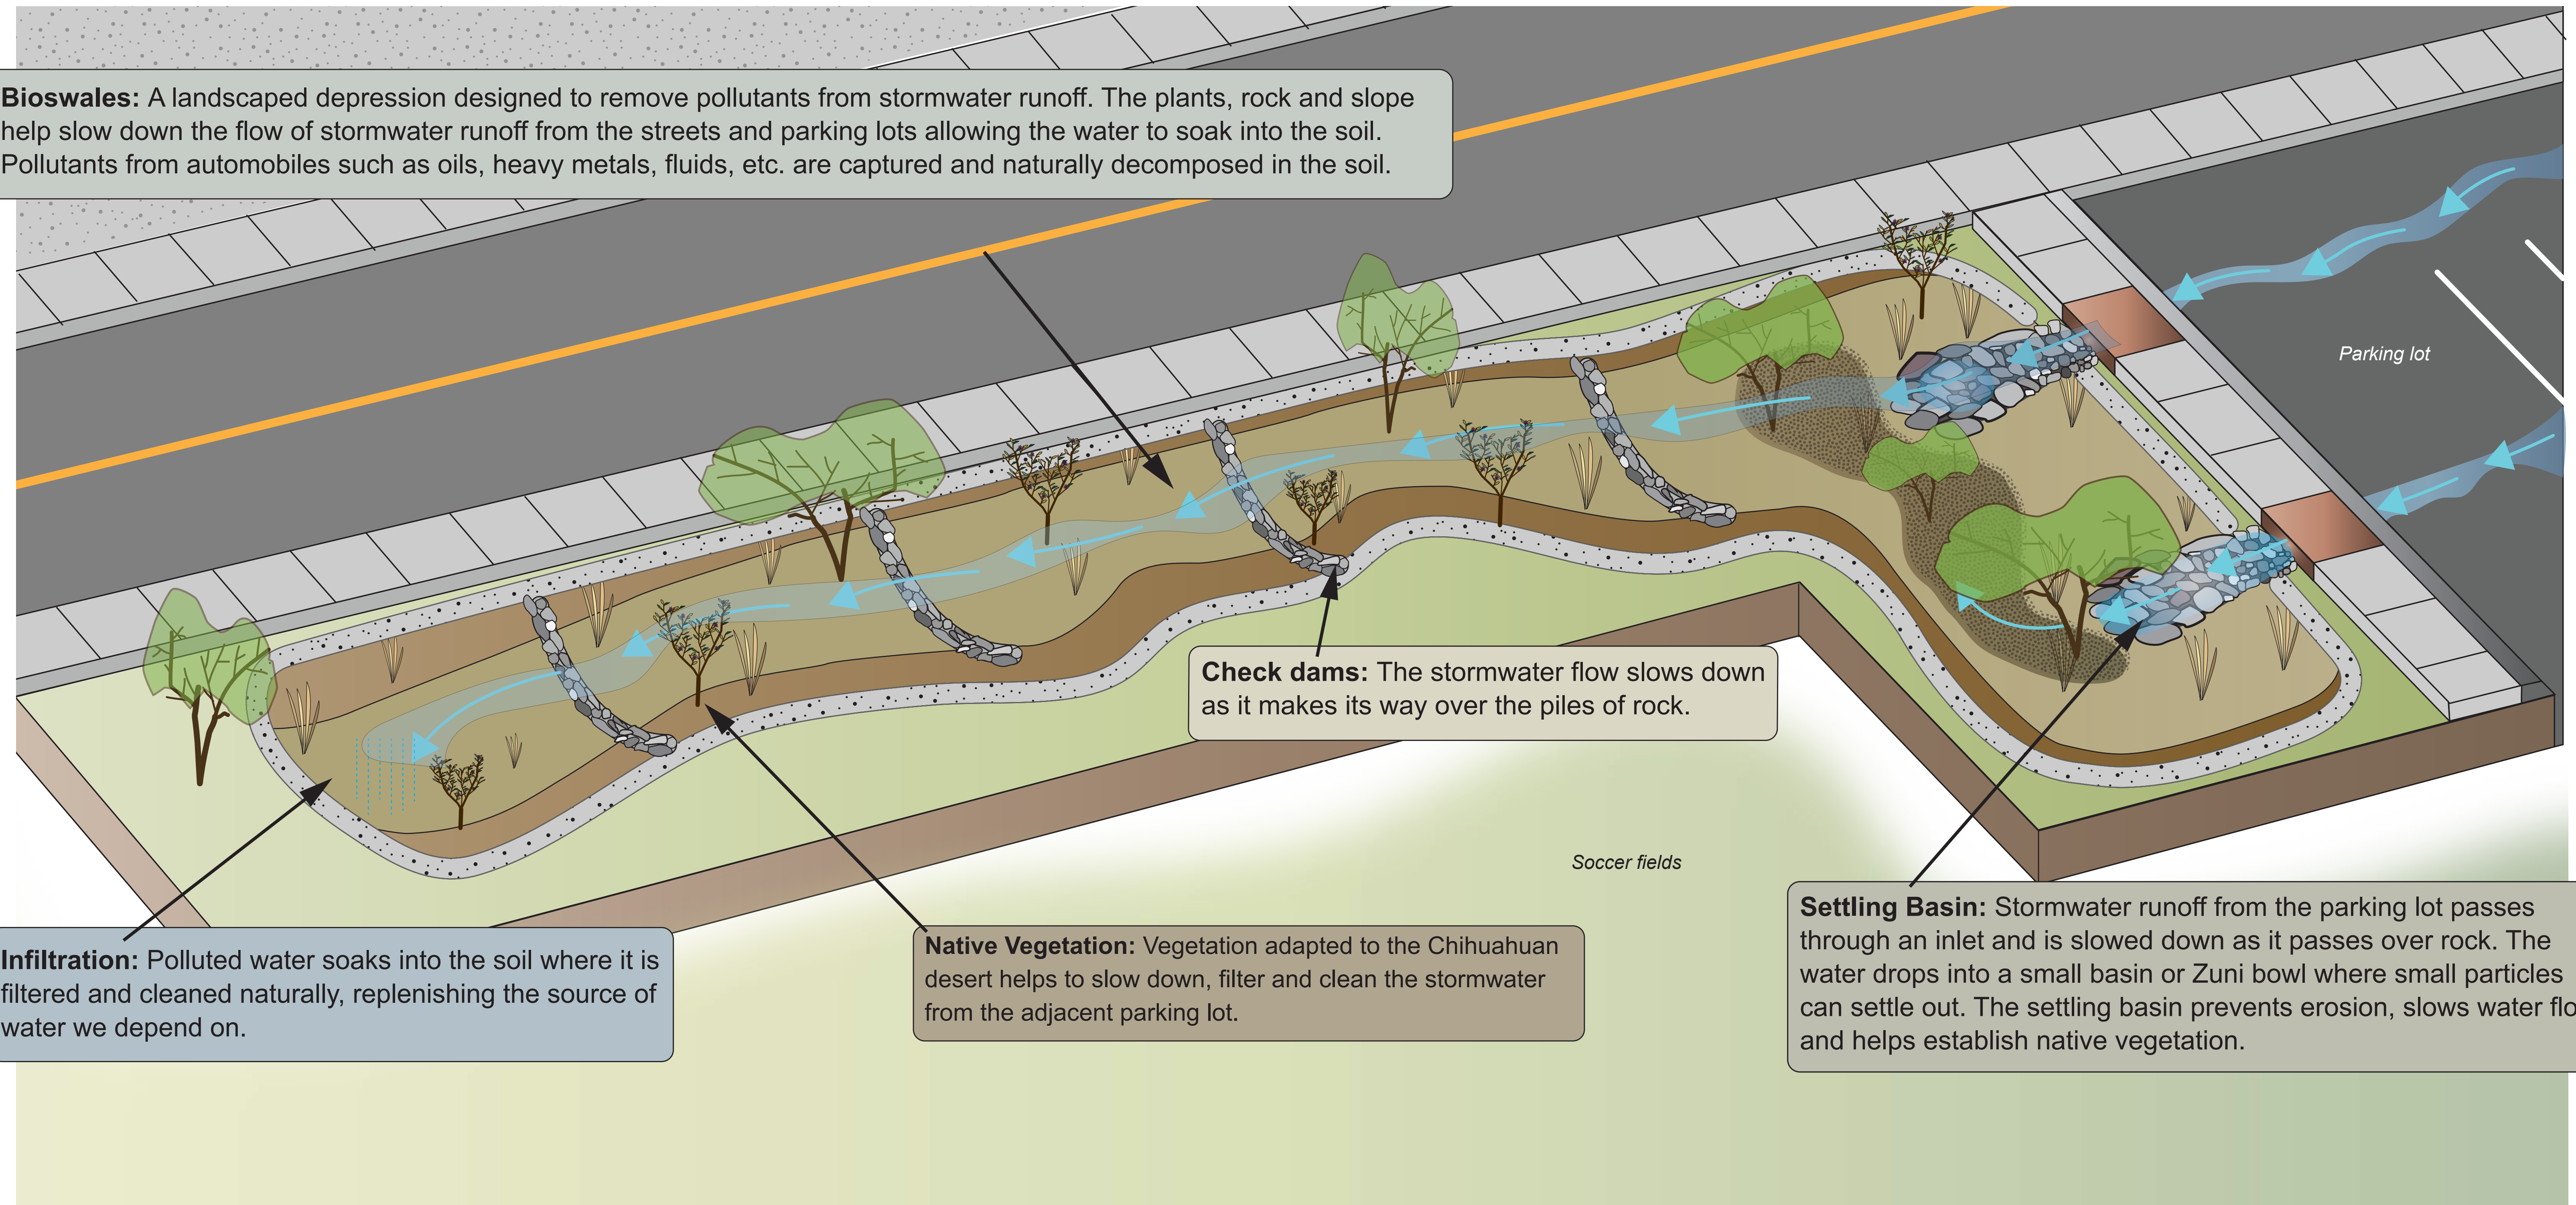 Bioswales: A landscaped depression designed to remove pollutants from stormwater runoff. The plants, rock and slope
help slow down the flow of stormwater runoff from the streets and parking lots allowing the water to soak into the soil.
Pollutants from automobiles such as oils, heavy metals, fluids, etc. are captured and naturally decomposed in the soil.
Parking lot
Check dams: The stormwater flow slows down
as it makes its way over the piles of rock.
Soccer fields
Infiltration: Polluted water soaks into the soil where it is
filtered and cleaned naturally, replenishing the source of
water we depend on.
Native Vegetation: Vegetation adapted to the Chihuahuan
desert helps to slow down, filter and clean the stormwater
from the adjacent parking lot.
Settling Basin: Stormwater runoff from the parking lot passes
through an inlet and is slowed down as it passes over rock. The
water drops into a small basin or Zuni bowl where small particles
can settle out. The settling basin prevents erosion, slows water flo
and helps establish native vegetation.